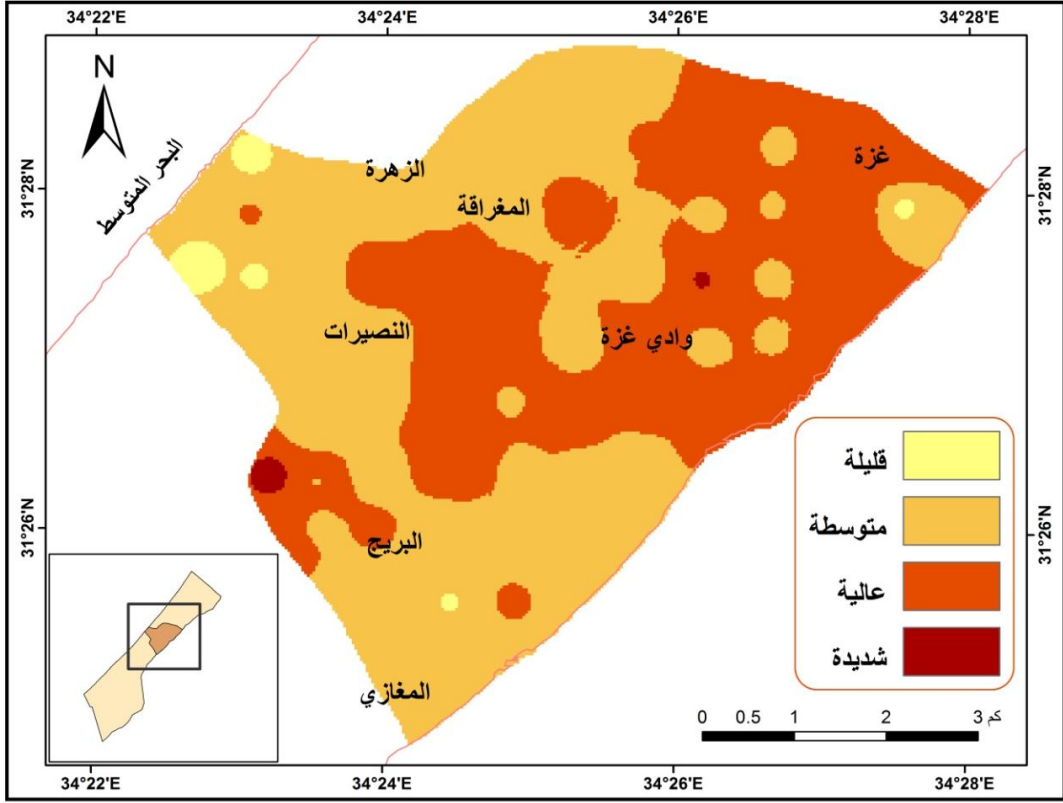 34°22'E
34°24'E
34°26'E
34°28'E
N
البحر المتوسط
31°28'N
31°28'N
الزهرة
غزة
المغراقة
النصيرات
وادي غزة
قليلة
متوسطة
عالية
شديدة
31°26'N
31°26'N
البريج
المغازي
0 0.5 1 2 3 كم
34°22'E
34°24'E
34°26'E
34°28'E